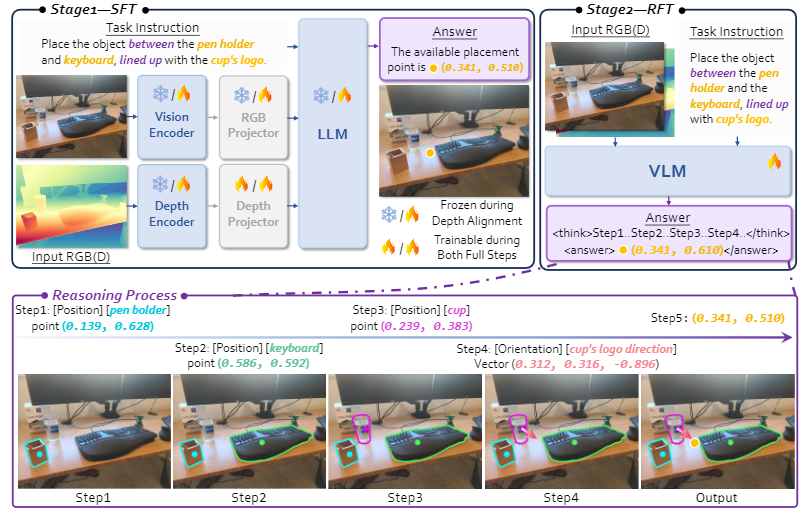 Stage1—SFT
Task Instruction
Place the object between the pen holder
and keyboard, lined up with the cup's logo.
Vision
Encoder
RGB
Projector
LLM
Depth
Encoder
Depth
Projector
Input RGB(D)
Answer
The available placement
point is (0.341, 0.510)
Frozen during
Depth Alignment
Trainable during
Both Full Steps
Stage2—RFT
Input RGB(D)
Task Instruction
Place the object
between the pen
holder and the
keyboard, lined up
with cup's logo.
VLM
Answer
<think>Step1..Step2..Step3..Step4..</think>
<answer> (0.341, 0.610)</answer>
Reasoning Process
Step1: [Position] [pen bolder]
point (0.139, 0.628)
Step2: [Position] [keyboard]
point (0.586, 0.592)
Step3: [Position] [cup]
point (0.239, 0.383)
Step4: [Orientation] [cup's logo direction]
Vector (0.312, 0.316, -0.896)
Step5: (0.341, 0.510)
Step1
Step2
Step3
Step4
Output